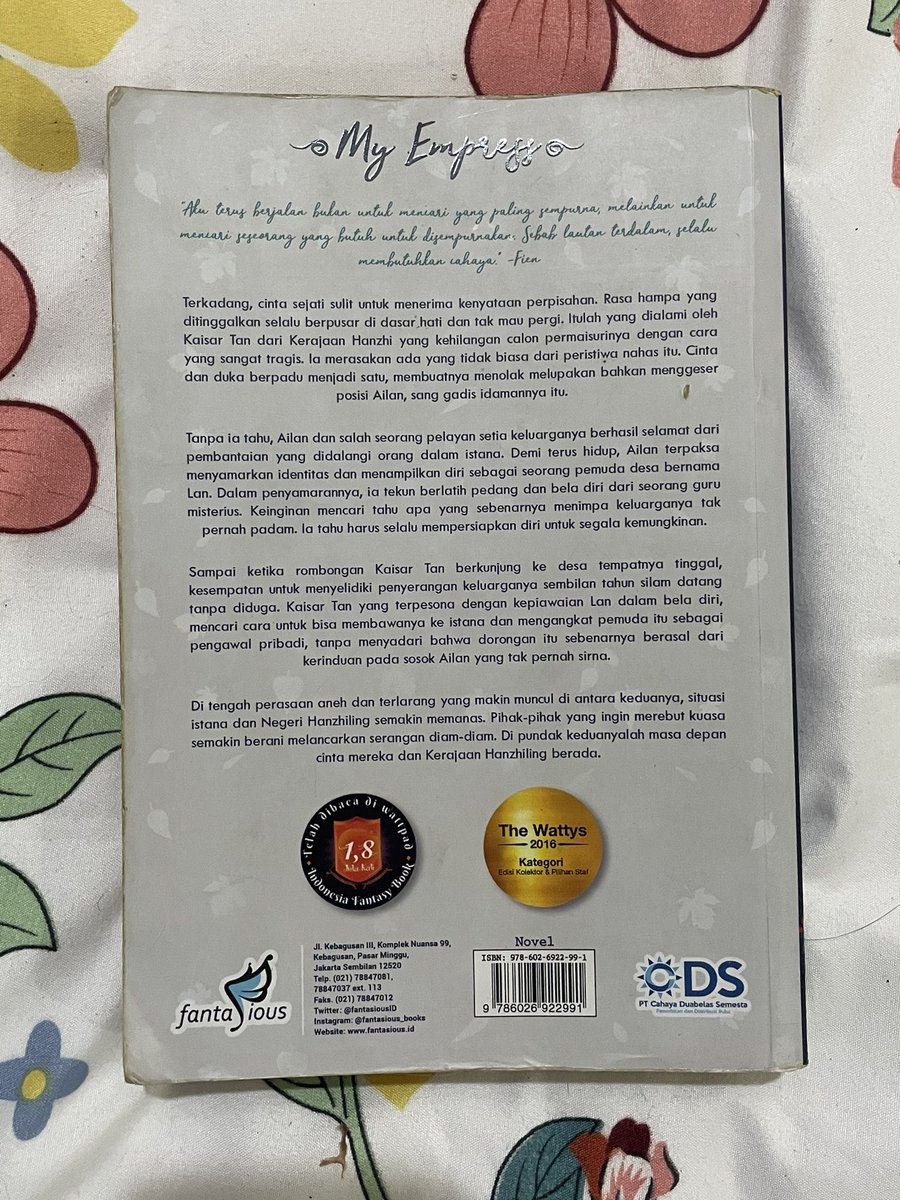 My Empress
"Aku terus berjalan bukan untuk mencari yang paling sempurna, melainkan untuk
mencari seseorang yang butuh untuk disempurnakan. Sebab lautan terdalam, selalu
membutuhkan cahaya." -Fien
Terkadang, cinta sejati sulit untuk menerima kenyataan perpisahan. Rasa hampa yang
ditinggalkan selalu berpusar di dasar hati dan tak mau pergi. Itulah yang dialami oleh
Kaisar Tan dari Kerajaan Hanzhi yang kehilangan calon permaisurinya dengan cara
yang sangat tragis. Ia merasakan ada yang tidak biasa dari peristiwa nahas itu. Cinta
dan duka berpadu menjadi satu, membuatnya menolak melupakan bahkan menggeser
posisi Ailan, sang gadis idamannya itu.
Tanpa ia tahu, Ailan dan salah seorang pelayan setia keluarganya berhasil selamat dari
pembantaian yang didalangi orang dalam istana. Demi terus hidup, Ailan terpaksa
menyamarkan identitas dan menampilkan diri sebagai seorang pemuda desa bernama
Lan. Dalam penyamarannya, ia tekun berlatih pedang dan bela diri dari seorang guru
misterius. Keinginan mencari tahu apa yang sebenarnya menimpa keluarganya tak
pernah padam. Ia tahu harus selalu mempersiapkan diri untuk segala kemungkinan.
Sampai ketika rombongan Kaisar Tan berkunjung ke desa tempatnya tinggal,
kesempatan untuk menyelidiki penyerangan keluarganya sembilan tahun silam datang
tanpa diduga. Kaisar Tan yang terpesona dengan kepiawaian Lan dalam bela diri,
mencari cara untuk bisa membawanya ke istana dan mengangkat pemuda itu sebagai
pengawal pribadi, tanpa menyadari bahwa dorongan itu sebenarnya berasal dari
kerinduan pada sosok Ailan yang tak pernah sirna.
Di tengah perasaan aneh dan terlarang yang makin muncul di antara keduanya, situasi
istana dan Negeri Hanzhiling semakin memanas. Pihak-pihak yang ingin merebut kuasa
semakin berani melancarkan serangan diam-diam. Di pundak keduanyalah masa depan
cinta mereka dan Kerajaan Hanzhiling berada.
Telah dibaca di wattpad
1,8
Juta Kali
Indonesia Fantasy Book
The Wattys
2016
Kategori
Edisi Kolektor & Pilihan Staf
fantasious
Jl. Kebagusan III, Komplek Nuansa 99,
Kebagusan, Pasar Minggu,
Jakarta Sembilan 12520
Telp. (021) 78847081,
78847037 ext. 113
Faks. (021) 78847012
Twitter: @fantasiousID
Instagram: @fantasious_books
Website: www.fantasious.id
Novel
ISBN: 978-602-6922-99-1
9 786026 922991
CDS
PT Cahaya Duabelas Semesta
Penerbitan dan Distribusi Buku